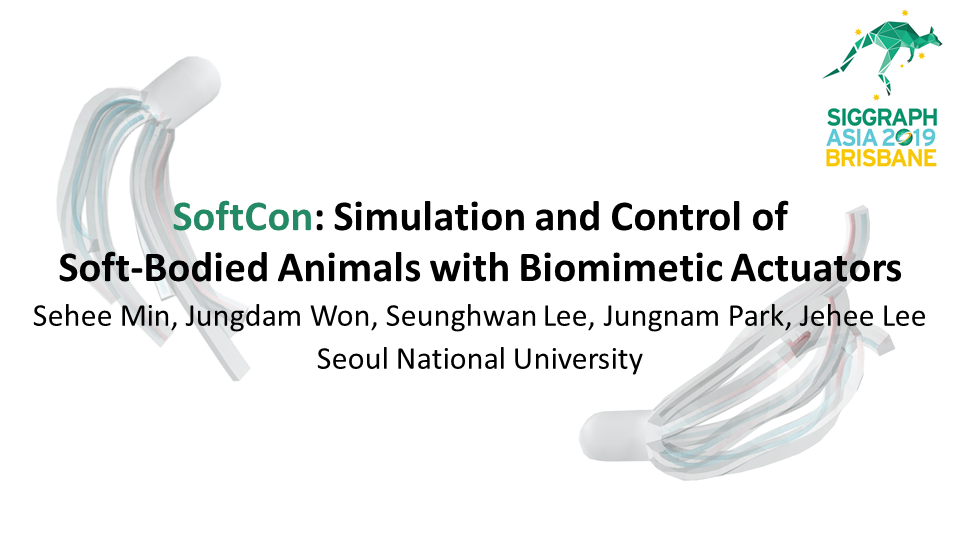 SIGGRAPH
ASIA 2019
BRISBANE
SoftCon: Simulation and Control of
Soft-Bodied Animals with Biomimetic Actuators
Sehee Min, Jungdam Won, Seunghwan Lee, Jungnam Park, Jehee Lee
Seoul National University